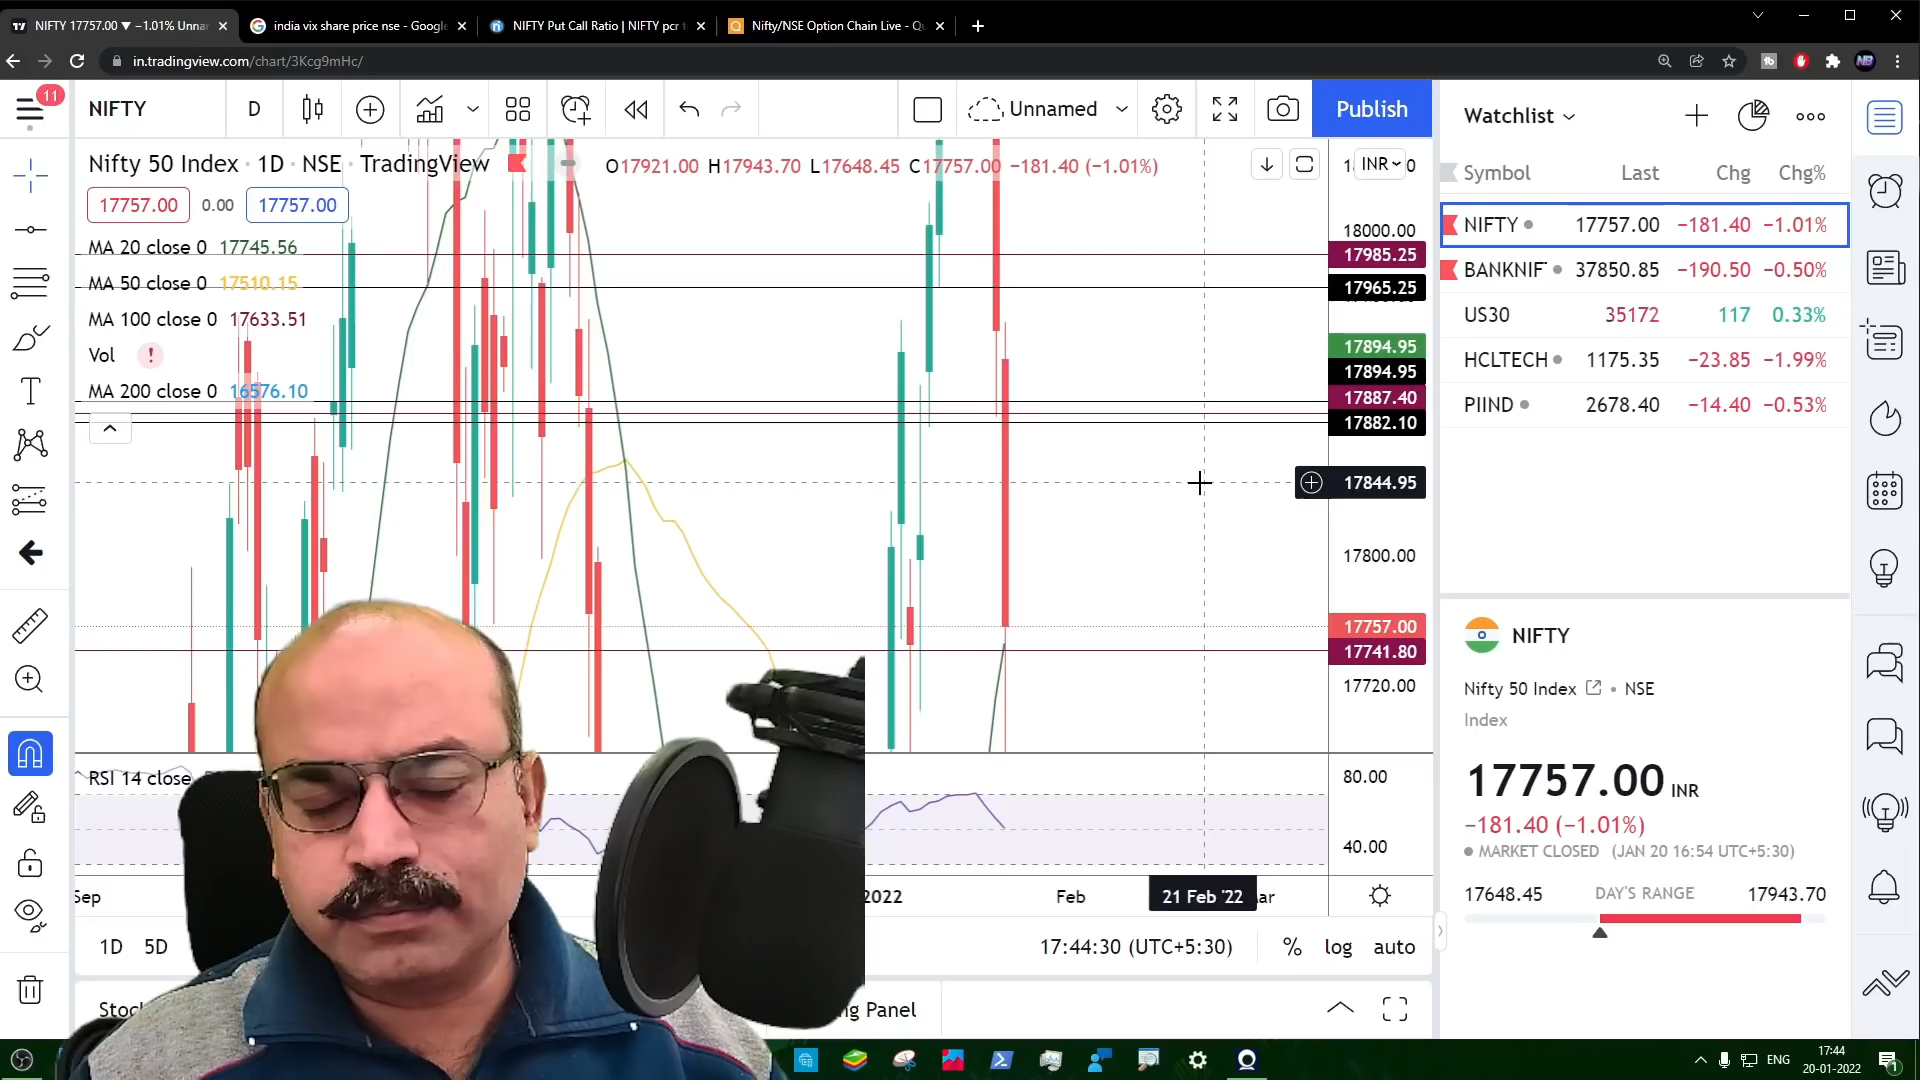 NIFTY 17757.00 ▼ −1.01% Unna
india vix share price nse - Google
NIFTY Put Call Ratio | NIFTY pcr
Nifty/NSE Option Chain Live - Qu
in.tradingview.com/chart/3Kcg9mHc/
11
NIFTY
D
Unnamed
Publish
Watchlist
Nifty 50 Index · 1D · NSE · TradingView
O17921.00 H17943.70 L17648.45 C17757.00 −181.40 (−1.01%)
INR
17757.00 0.00 17757.00
MA 20 close 0 17745.56
MA 50 close 0 17510.15
MA 100 close 0 17633.51
Vol !
MA 200 close 0 16576.10
18000.00
17985.25
17965.25
17894.95
17894.95
17887.40
17882.10
17844.95
17800.00
17757.00
17741.80
17720.00
RSI 14 close
80.00
40.00
Sep
2022
Feb
21 Feb '22
1D 5D
17:44:30 (UTC+5:30)
% log auto
ng Panel
Symbol Last Chg Chg%
NIFTY 17757.00 −181.40 −1.01%
BANKNIF 37850.85 −190.50 −0.50%
US30 35172 117 0.33%
HCLTECH 1175.35 −23.85 −1.99%
PIIND 2678.40 −14.40 −0.53%
NIFTY
Nifty 50 Index • NSE
Index
17757.00 INR
−181.40 (−1.01%)
MARKET CLOSED (JAN 20 16:54 UTC+5:30)
17648.45 DAY'S RANGE 17943.70
ENG
17:44
20-01-2022